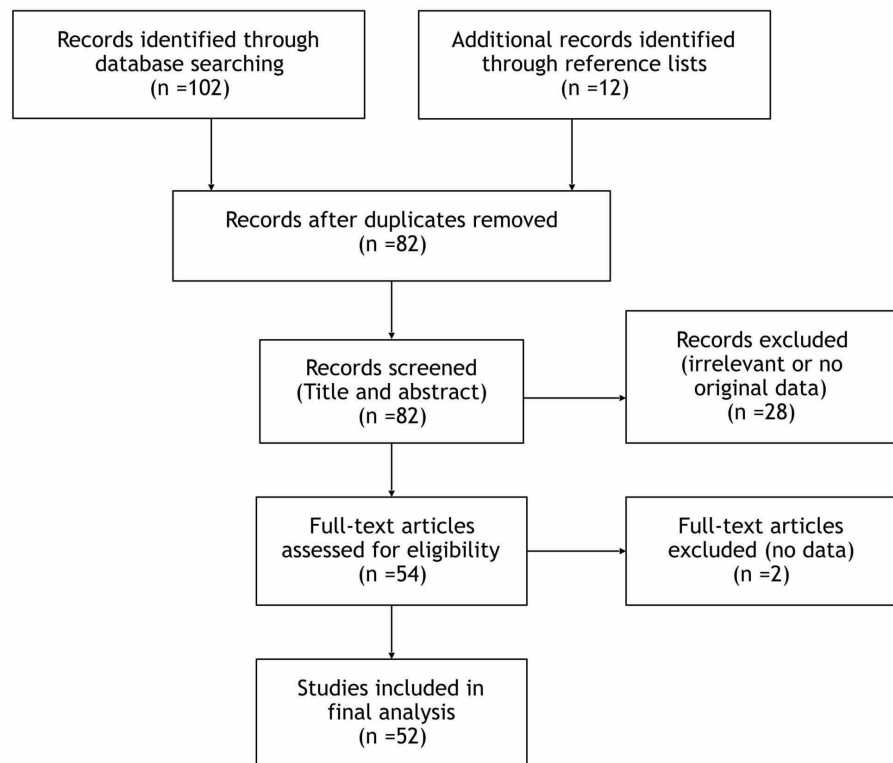 Records identified through
database searching
(n =102)
Additional records identified
through reference lists
(n =12)
Records after duplicates removed
(n =82)
Records screened
(Title and abstract)
(n =82)
Records excluded
(irrelevant or no
original data)
(n =28)
Full-text articles
assessed for eligibility
(n =54)
Full-text articles
excluded (no data)
(n =2)
Studies included in
final analysis
(n =52)